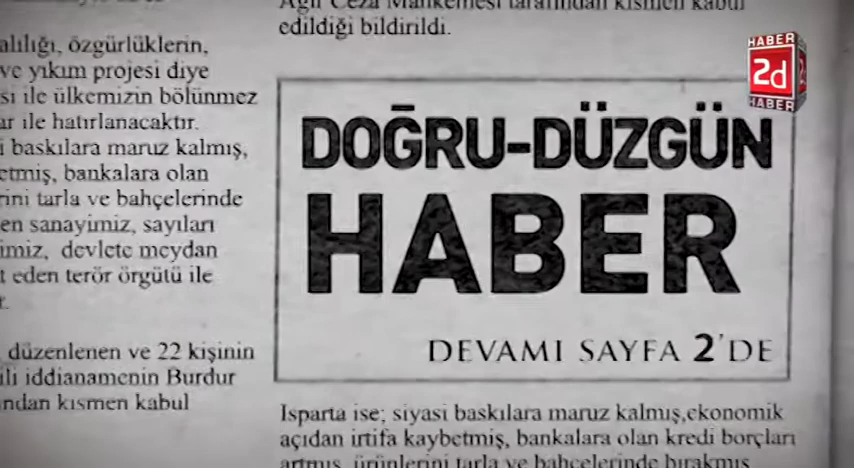 Ağır Ceza Mahkemesi tarafından kısmen kabul
edildiği bildirildi.
alılığı, özgürlüklerin,
ve yıkım projesi diye
si ile ülkemizin bölünmez
ar ile hatırlanacaktır.
i baskılara maruz kalmış,
etmiş, bankalara olan
rini tarla ve bahçelerinde
en sanayimiz, sayıları
imiz, devlete meydan
t eden terör örgütü ile
r.
düzenlenen ve 22 kişinin
ili iddianamenin Burdur
ından kısmen kabul
HABER
2d
HABER
DOĞRU-DÜZGÜN
HABER
DEVAMI SAYFA 2'DE
Isparta ise; siyasi baskılara maruz kalmış,ekonomik
açıdan irtifa kaybetmiş, bankalara olan kredi borçları
artmış, ürünlerini tarla ve bahçelerinde bırakmış